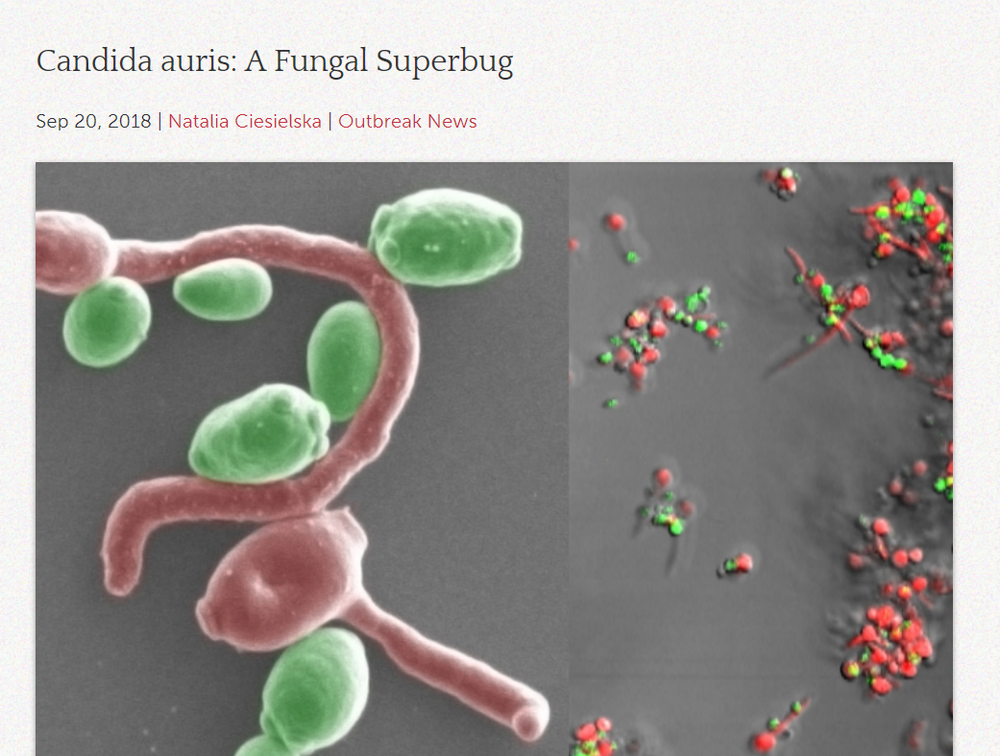 Candida auris: A Fungal Superbug
Sep 20, 2018 | Natalia Ciesielska | Outbreak News